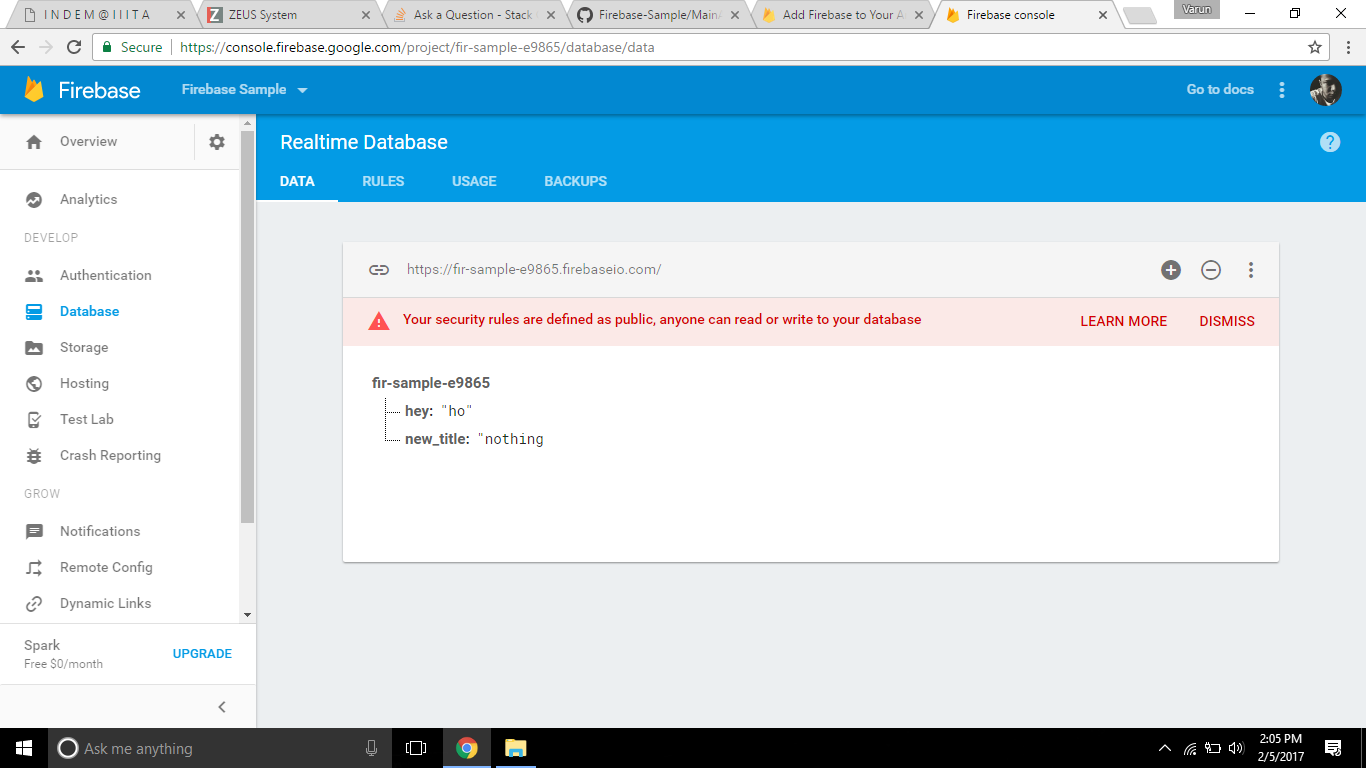 I N D E M @ I I I T A
ZEUS System
Ask a Question - Stack
Firebase-Sample/MainA
Add Firebase to Your A
Firebase console
Varun
Secure
https://console.firebase.google.com/project/fir-sample-e9865/database/data
Firebase
Firebase Sample
Go to docs
Overview
Realtime Database
?
DATA
RULES
USAGE
BACKUPS
Analytics
DEVELOP
Authentication
Database
Storage
Hosting
Test Lab
Crash Reporting
GROW
Notifications
Remote Config
Dynamic Links
Spark
Free $0/month
UPGRADE
https://fir-sample-e9865.firebaseio.com/
Your security rules are defined as public, anyone can read or write to your database
LEARN MORE
DISMISS
fir-sample-e9865
hey: "ho"
new_title: "nothing
Ask me anything
2:05 PM
2/5/2017